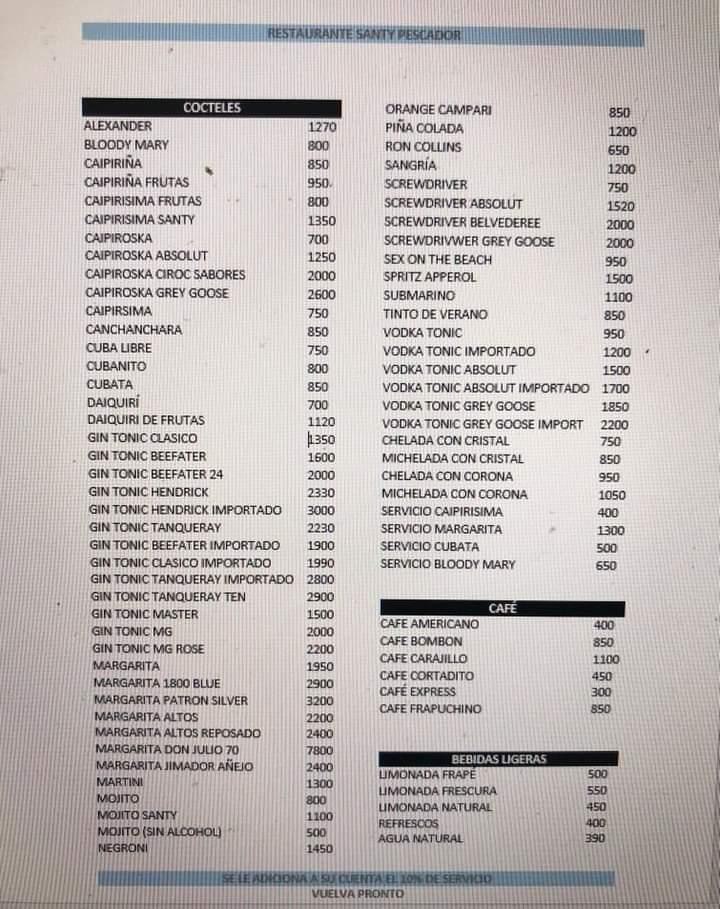 RESTAURANTE SANTY PESCADOR
COCTELES
ALEXANDER 1270
BLOODY MARY 800
CAIPIRIÑA 850
CAIPIRIÑA FRUTAS 950
CAIPIRISIMA FRUTAS 800
CAIPIRISIMA SANTY 1350
CAIPIROSKA 700
CAIPIROSKA ABSOLUT 1250
CAIPIROSKA CIROC SABORES 2000
CAIPIROSKA GREY GOOSE 2600
CAIPIRSIMA 750
CANCHANCHARA 850
CUBA LIBRE 750
CUBANITO 800
CUBATA 850
DAIQUIRÍ 700
DAIQUIRI DE FRUTAS 1120
GIN TONIC CLASICO 1350
GIN TONIC BEEFATER 1600
GIN TONIC BEEFATER 24 2000
GIN TONIC HENDRICK 2330
GIN TONIC HENDRICK IMPORTADO 3000
GIN TONIC TANQUERAY 2230
GIN TONIC BEEFATER IMPORTADO 1900
GIN TONIC CLASICO IMPORTADO 1990
GIN TONIC TANQUERAY IMPORTADO 2800
GIN TONIC TANQUERAY TEN 2900
GIN TONIC MASTER 1500
GIN TONIC MG 2000
GIN TONIC MG ROSE 2200
MARGARITA 1950
MARGARITA 1800 BLUE 2900
MARGARITA PATRON SILVER 3200
MARGARITA ALTOS 2200
MARGARITA ALTOS REPOSADO 2400
MARGARITA DON JULIO 70 7800
MARGARITA JIMADOR AÑEJO 2400
MARTINI 1300
MOJITO 800
MOJITO SANTY 1100
MOJITO (SIN ALCOHOL) 500
NEGRONI 1450
ORANGE CAMPARI 850
PIÑA COLADA 1200
RON COLLINS 650
SANGRÍA 1200
SCREWDRIVER 750
SCREWDRIVER ABSOLUT 1520
SCREWDRIVER BELVEDEREE 2000
SCREWDRIVWER GREY GOOSE 2000
SEX ON THE BEACH 950
SPRITZ APPEROL 1500
SUBMARINO 1100
TINTO DE VERANO 850
VODKA TONIC 950
VODKA TONIC IMPORTADO 1200
VODKA TONIC ABSOLUT 1500
VODKA TONIC ABSOLUT IMPORTADO 1700
VODKA TONIC GREY GOOSE 1850
VODKA TONIC GREY GOOSE IMPORT 2200
CHELADA CON CRISTAL 750
MICHELADA CON CRISTAL 850
CHELADA CON CORONA 950
MICHELADA CON CORONA 1050
SERVICIO CAIPIRISIMA 400
SERVICIO MARGARITA 1300
SERVICIO CUBATA 500
SERVICIO BLOODY MARY 650
CAFÉ
CAFE AMERICANO 400
CAFE BOMBON 850
CAFE CARAJILLO 1100
CAFE CORTADITO 450
CAFÉ EXPRESS 300
CAFE FRAPUCHINO 850
BEBIDAS LIGERAS
LIMONADA FRAPÉ 500
LIMONADA FRESCURA 550
LIMONADA NATURAL 450
REFRESCOS 400
AGUA NATURAL 390
SE LE ADICIONA A SU CUENTA EL 10% DE SERVICIO
VUELVA PRONTO